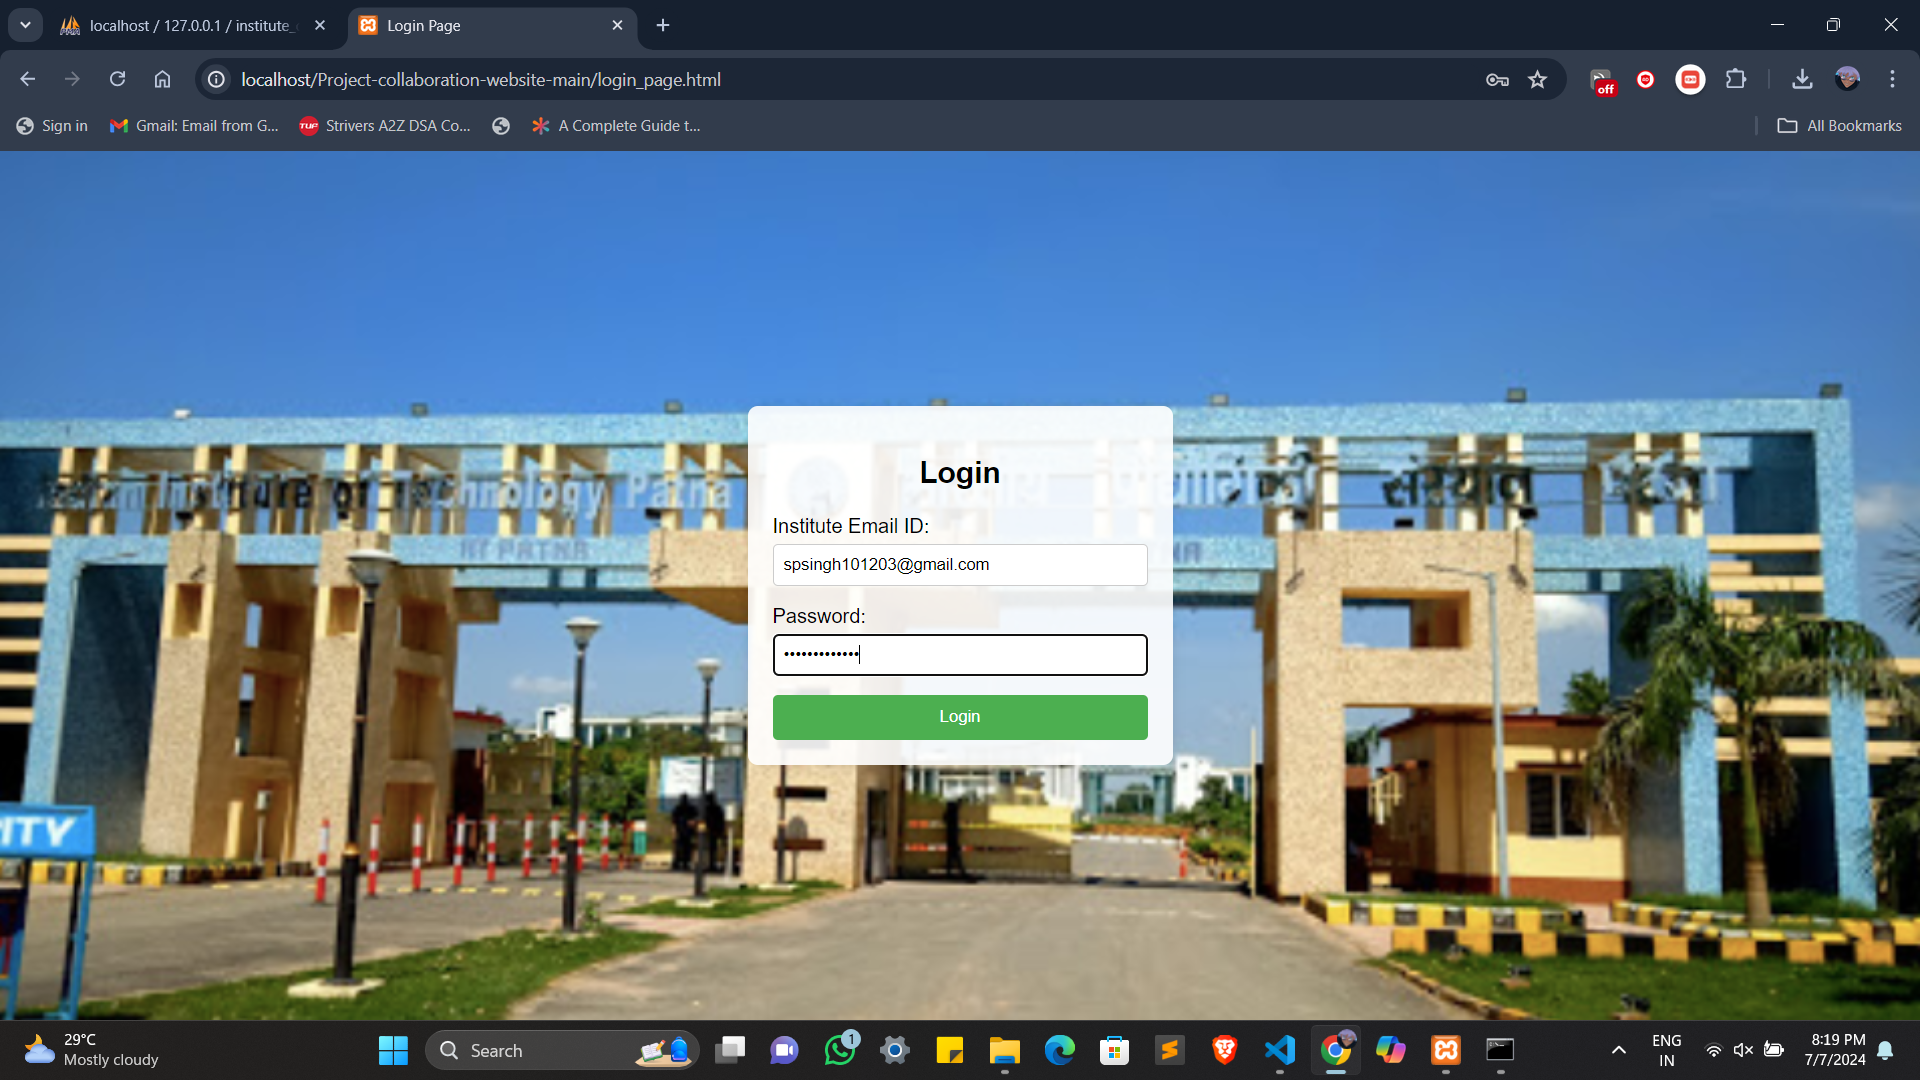 localhost / 127.0.0.1 / institute_
Login Page
localhost/Project-collaboration-website-main/login_page.html
off
Sign in
Gmail: Email from G...
TUF
Strivers A2Z DSA Co...
A Complete Guide t...
All Bookmarks
Institute of Technology Patna
संस्थान
IIT PATNA
Login
Institute Email ID:
spsingh101203@gmail.com
Password:
•••••••••••••
Login
ITY
29°C
Mostly cloudy
Search
1
ENG
IN
8:19 PM
7/7/2024